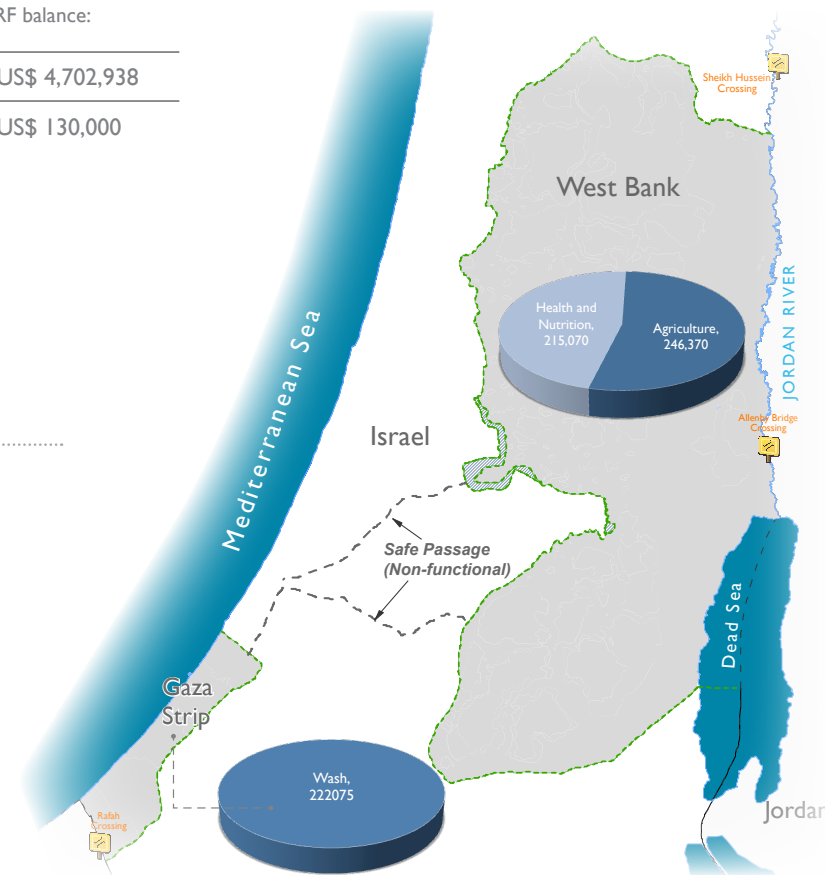 RF balance:
US$ 4,702,938
US$ 130,000
Sheikh Hussein
Crossing
West Bank
JORDAN RIVER
Health and
Nutrition,
215,070
Agriculture,
246,370
Mediterranean Sea
Israel
Allenby Bridge
Crossing
Safe Passage
(Non-functional)
Dead Sea
Gaza
Strip
Wash,
222075
Rafah
Crossing
Jordan